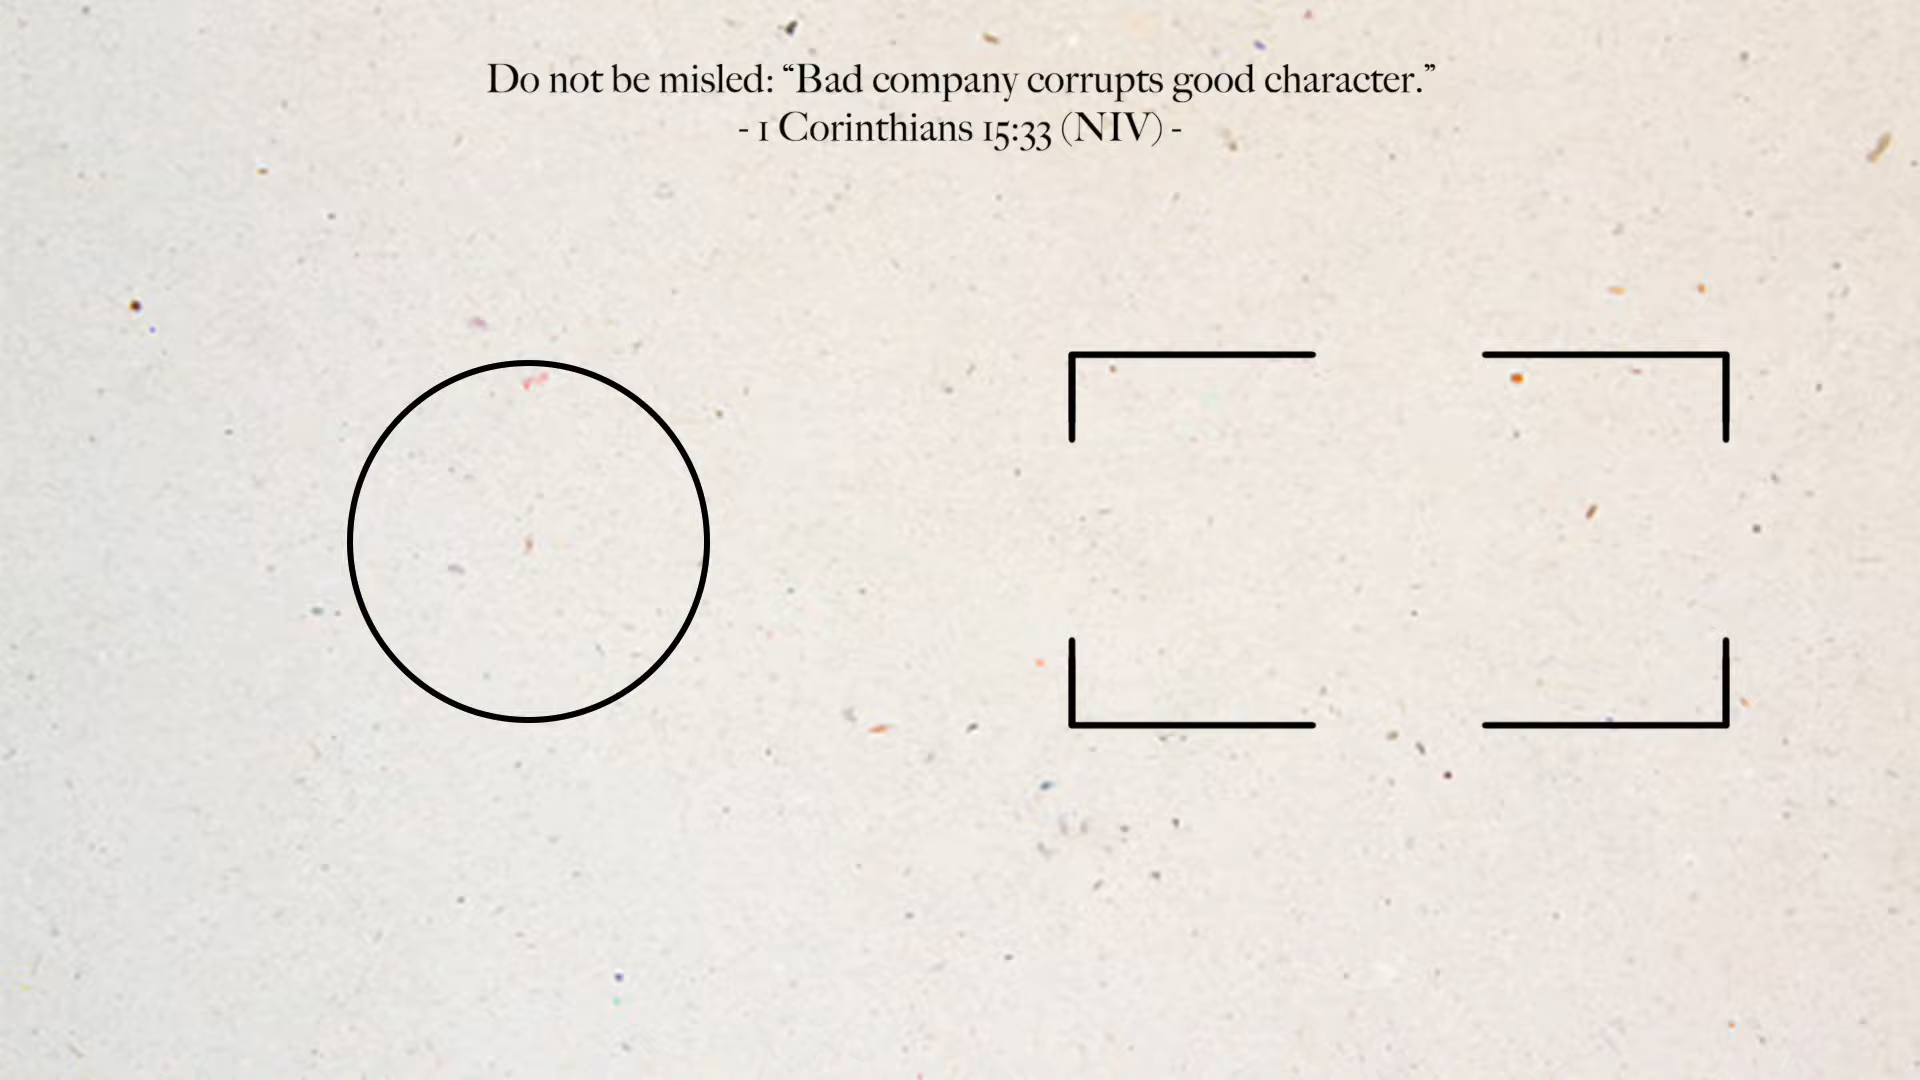 Do not be misled: “Bad company corrupts good character.”
- 1 Corinthians 15:33 (NIV) -